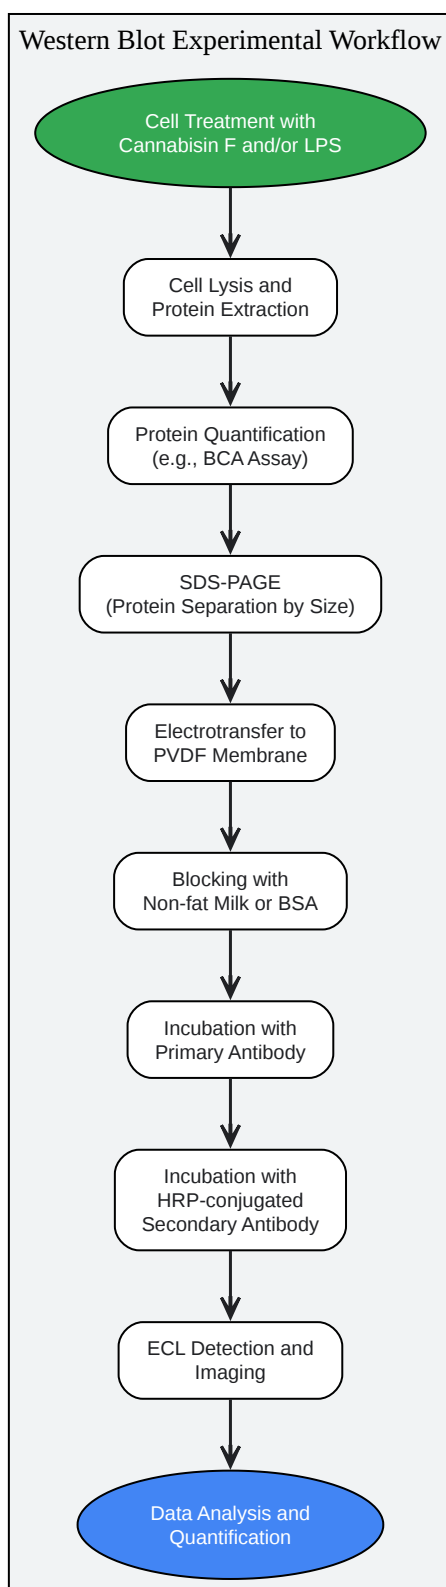 Western Blot Experimental Workflow
Cell Treatment with
Cannabisin F and/or LPS
Cell Lysis and
Protein Extraction
Protein Quantification
(e.g., BCA Assay)
SDS-PAGE
(Protein Separation by Size)
Electrotransfer to
PVDF Membrane
Blocking with
Non-fat Milk or BSA
Incubation with
Primary Antibody
Incubation with
HRP-conjugated
Secondary Antibody
ECL Detection and
Imaging
Data Analysis and
Quantification